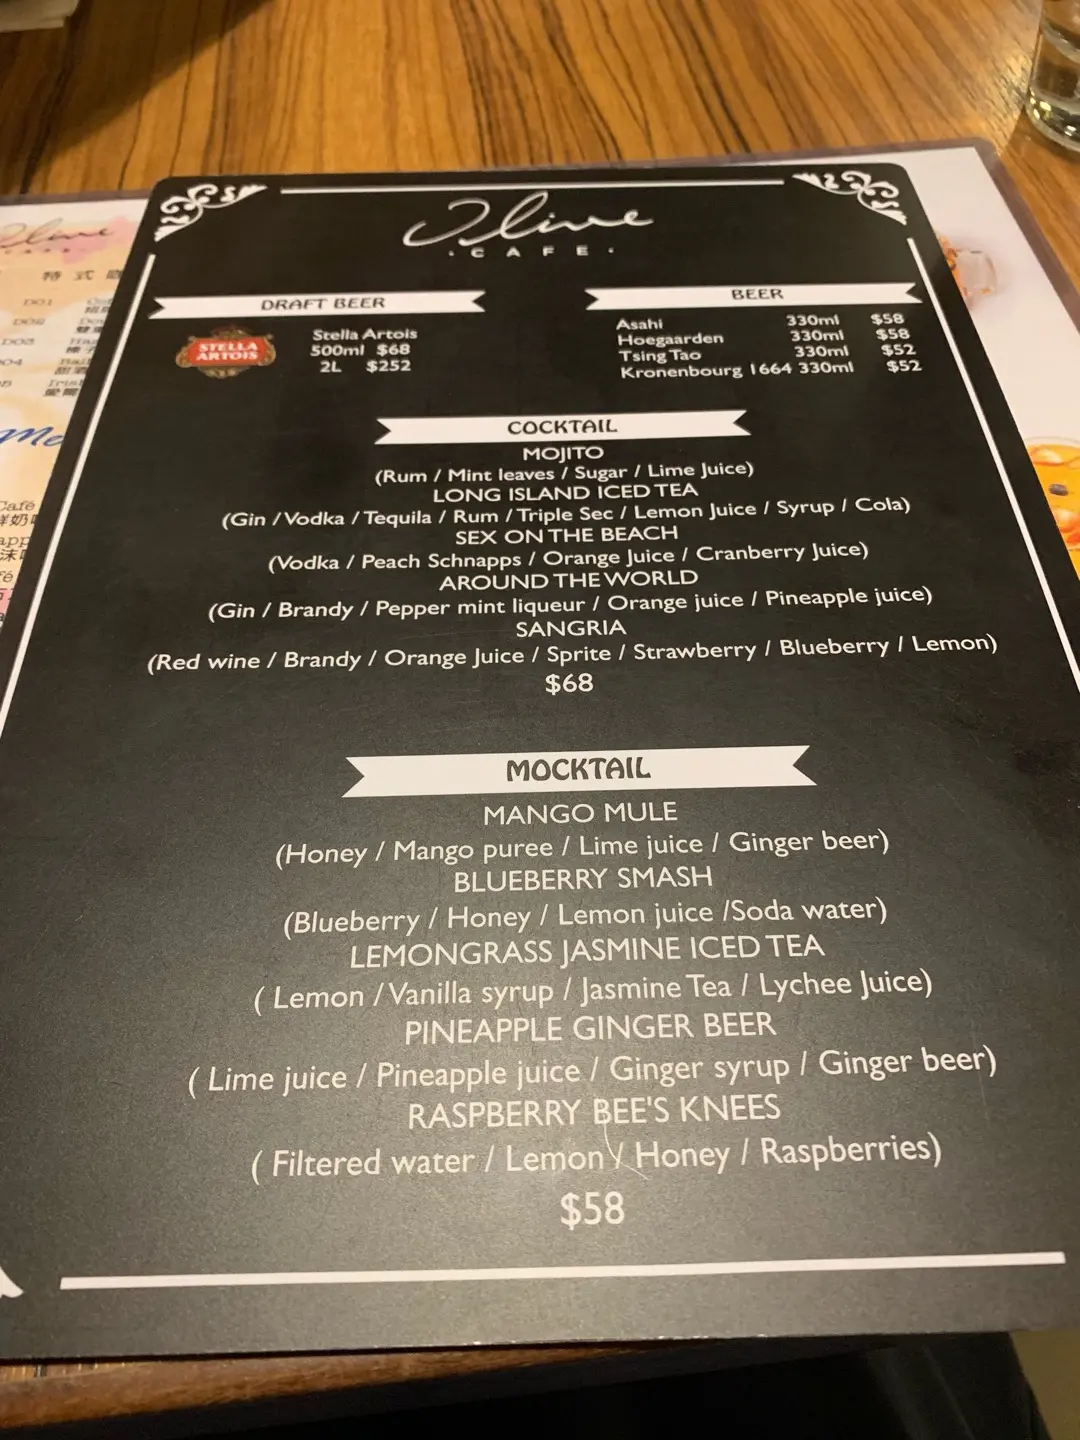 Olive
· CAFE ·
DRAFT BEER
STELLA
ARTOIS
Stella Artois
500ml $68
2L $252
BEER
Asahi 330ml $58
Hoegaarden 330ml $58
Tsing Tao 330ml $52
Kronenbourg 1664 330ml $52
COCKTAIL
MOJITO
(Rum / Mint leaves / Sugar / Lime Juice)
LONG ISLAND ICED TEA
(Gin / Vodka / Tequila / Rum / Triple Sec / Lemon Juice / Syrup / Cola)
SEX ON THE BEACH
(Vodka / Peach Schnapps / Orange Juice / Cranberry Juice)
AROUND THE WORLD
(Gin / Brandy / Pepper mint liqueur / Orange juice / Pineapple juice)
SANGRIA
(Red wine / Brandy / Orange Juice / Sprite / Strawberry / Blueberry / Lemon)
$68
MOCKTAIL
MANGO MULE
(Honey / Mango puree / Lime juice / Ginger beer)
BLUEBERRY SMASH
(Blueberry / Honey / Lemon juice /Soda water)
LEMONGRASS JASMINE ICED TEA
( Lemon / Vanilla syrup / Jasmine Tea / Lychee Juice)
PINEAPPLE GINGER BEER
( Lime juice / Pineapple juice / Ginger syrup / Ginger beer)
RASPBERRY BEE'S KNEES
( Filtered water / Lemon / Honey / Raspberries)
$58
特式
D01
D02
D03
Café